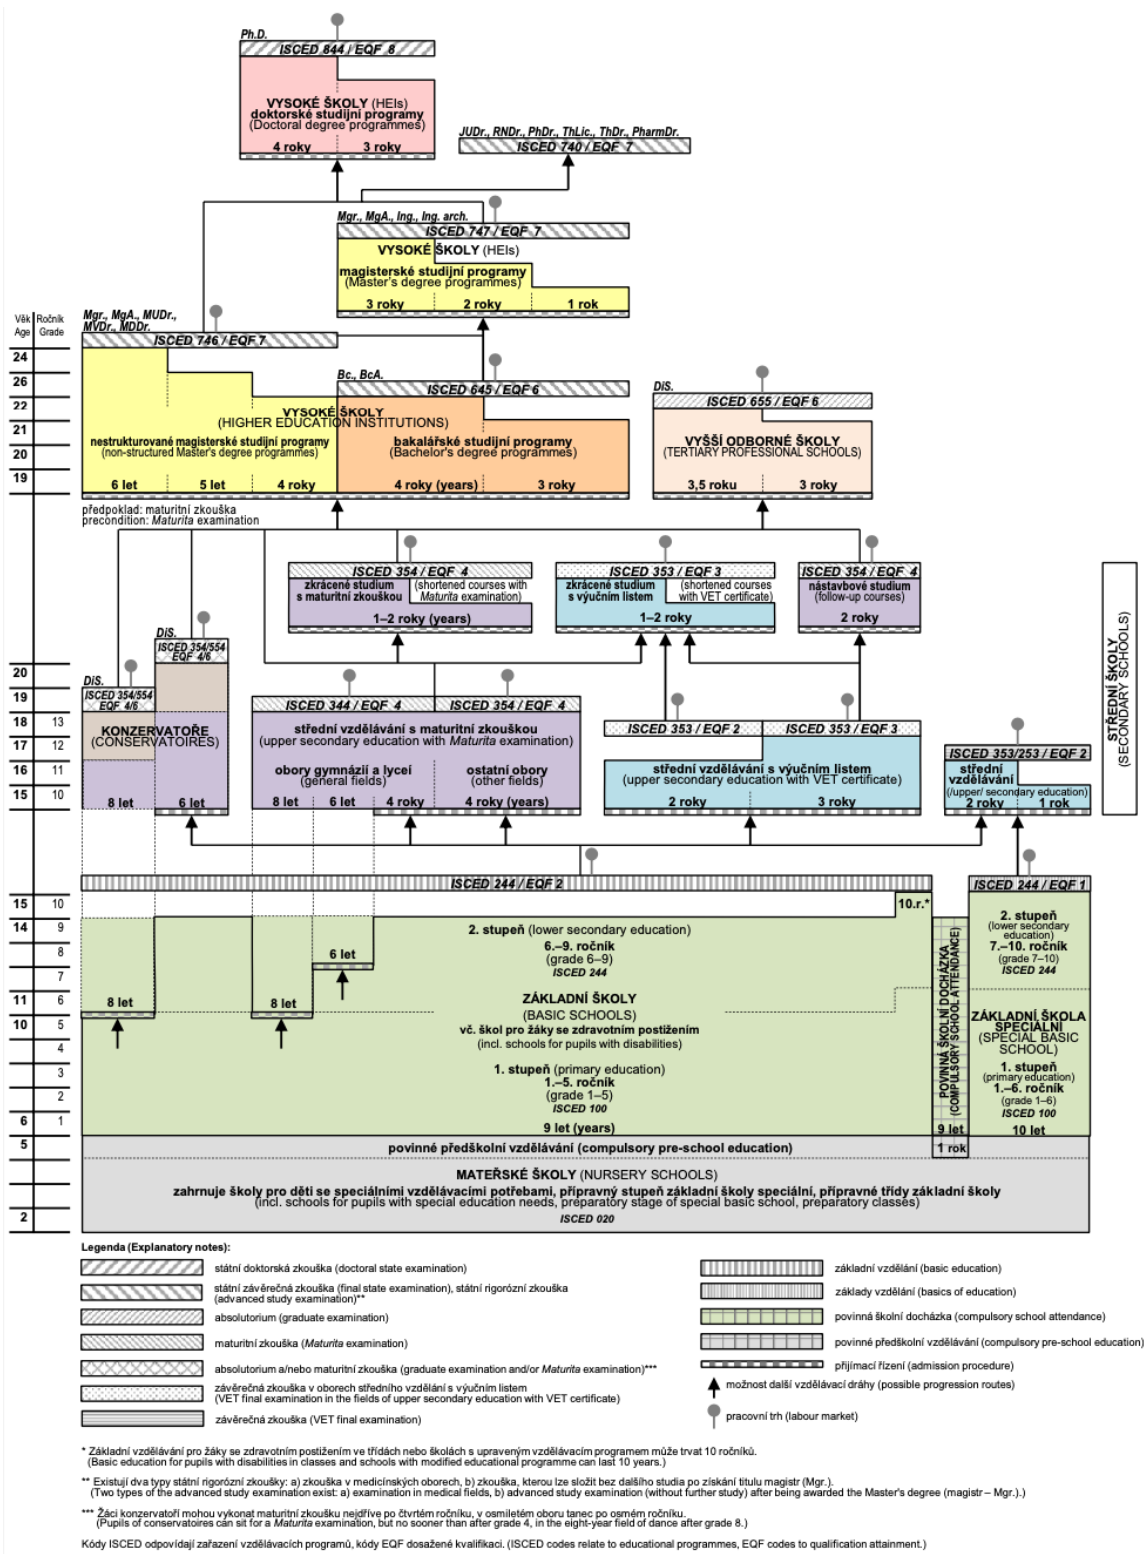 Ph.D.
ISCED 844 / EQF 8
VYSOKÉ ŠKOLY (HEIs)
doktorské studijní programy
(Doctoral degree programmes)
4 roky 3 roky
JUDr., RNDr., PhDr., ThLic., ThDr., PharmDr.
ISCED 740 / EQF 7
Mgr., MgA., Ing., Ing. arch.
ISCED 747 / EQF 7
VYSOKÉ ŠKOLY (HEIs)
magisterské studijní programy
(Master's degree programmes)
3 roky 2 roky 1 rok
Věk Ročník
Age Grade
Mgr., MgA., MUDr.,
MVDr., MDDr.
ISCED 746 / EQF 7
24
26
22
21
20
19
Bc., BcA.
ISCED 645 / EQF 6
VYSOKÉ ŠKOLY
(HIGHER EDUCATION INSTITUTIONS)
nestrukturované magisterské studijní programy
(non-structured Master's degree programmes)
6 let 5 let 4 roky
bakalářské studijní programy
(Bachelor's degree programmes)
4 roky (years) 3 roky
DiS.
ISCED 655 / EQF 6
VYŠŠÍ ODBORNÉ ŠKOLY
(TERTIARY PROFESSIONAL SCHOOLS)
3,5 roku 3 roky
předpoklad: maturitní zkouška
precondition: Maturita examination
ISCED 354 / EQF 4
zkrácené studium
s maturitní zkouškou
(shortened courses with
Maturita examination)
1–2 roky (years)
ISCED 353 / EQF 3
zkrácené studium
s výučním listem
(shortened courses
with VET certificate)
1–2 roky
ISCED 354 / EQF 4
nástavbové studium
(follow-up courses)
2 roky
STŘEDNÍ ŠKOLY
(SECONDARY SCHOOLS)
20
19
18 13
17 12
16 11
15 10
DiS.
ISCED 354/554
EQF 4/6
DiS.
ISCED 354/554
EQF 4/6
KONZERVATOŘE
(CONSERVATOIRES)
8 let 6 let
ISCED 344 / EQF 4 ISCED 354 / EQF 4
střední vzdělávání s maturitní zkouškou
(upper secondary education with Maturita examination)
obory gymnázií a lyceí
(general fields)
ostatní obory
(other fields)
8 let 6 let 4 roky 4 roky (years)
ISCED 353 / EQF 2 ISCED 353 / EQF 3
střední vzdělávání s výučním listem
(upper secondary education with VET certificate)
2 roky 3 roky
ISCED 353/253 / EQF 2
střední
vzdělávání
(/upper/ secondary education)
2 roky 1 rok
ISCED 244 / EQF 2
ISCED 244 / EQF 1
15 10
14 9
8
7
11 6
10 5
4
3
2
6 1
5
2
10.r.*
2. stupeň (lower secondary education)
6.–9. ročník
(grade 6–9)
ISCED 244
6 let
8 let
8 let
ZÁKLADNÍ ŠKOLY
(BASIC SCHOOLS)
vč. škol pro žáky se zdravotním postižením
(incl. schools for pupils with disabilities)
1. stupeň (primary education)
1.–5. ročník
(grade 1–5)
ISCED 100
9 let (years)
POVINNÁ ŠKOLNÍ DOCHÁZKA
(COMPULSORY SCHOOL ATTENDANCE)
9 let
1 rok
2. stupeň
(lower secondary
education)
7.–10. ročník
(grade 7–10)
ISCED 244
ZÁKLADNÍ ŠKOLA
SPECIÁLNÍ
(SPECIAL BASIC
SCHOOL)
1. stupeň
(primary education)
1.–6. ročník
(grade 1–6)
ISCED 100
10 let
povinné předškolní vzdělávání (compulsory pre-school education)
MATEŘSKÉ ŠKOLY (NURSERY SCHOOLS)
zahrnuje školy pro děti se speciálními vzdělávacími potřebami, přípravný stupeň základní školy speciální, přípravné třídy základní školy
(incl. schools for pupils with special education needs, preparatory stage of special basic school, preparatory classes)
ISCED 020
Legenda (Explanatory notes):
státní doktorská zkouška (doctoral state examination)
státní závěrečná zkouška (final state examination), státní rigorózní zkouška
(advanced study examination)**
absolutorium (graduate examination)
maturitní zkouška (Maturita examination)
absolutorium a/nebo maturitní zkouška (graduate examination and/or Maturita examination)***
závěrečná zkouška v oborech středního vzdělání s výučním listem
(VET final examination in the fields of upper secondary education with VET certificate)
závěrečná zkouška (VET final examination)
základní vzdělání (basic education)
základy vzdělání (basics of education)
povinná školní docházka (compulsory school attendance)
povinné předškolní vzdělávání (compulsory pre-school education)
přijímací řízení (admission procedure)
možnost další vzdělávací dráhy (possible progression routes)
pracovní trh (labour market)
* Základní vzdělávání pro žáky se zdravotním postižením ve třídách nebo školách s upraveným vzdělávacím programem může trvat 10 ročníků.
(Basic education for pupils with disabilities in classes and schools with modified educational programme can last 10 years.)
** Existují dva typy státní rigorózní zkoušky: a) zkouška v medicínských oborech, b) zkouška, kterou lze složit bez dalšího studia po získání titulu magistr (Mgr.).
(Two types of the advanced study examination exist: a) examination in medical fields, b) advanced study examination (without further study) after being awarded the Master's degree (magistr – Mgr.).)
*** Žáci konzervatoří mohou vykonat maturitní zkoušku nejdříve po čtvrtém ročníku, v osmiletém oboru tanec po osmém ročníku.
(Pupils of conservatoires can sit for a Maturita examination, but no sooner than after grade 4, in the eight-year field of dance after grade 8.)
Kódy ISCED odpovídají zařazení vzdělávacích programů, kódy EQF dosažené kvalifikaci. (ISCED codes relate to educational programmes, EQF codes to qualification attainment.)